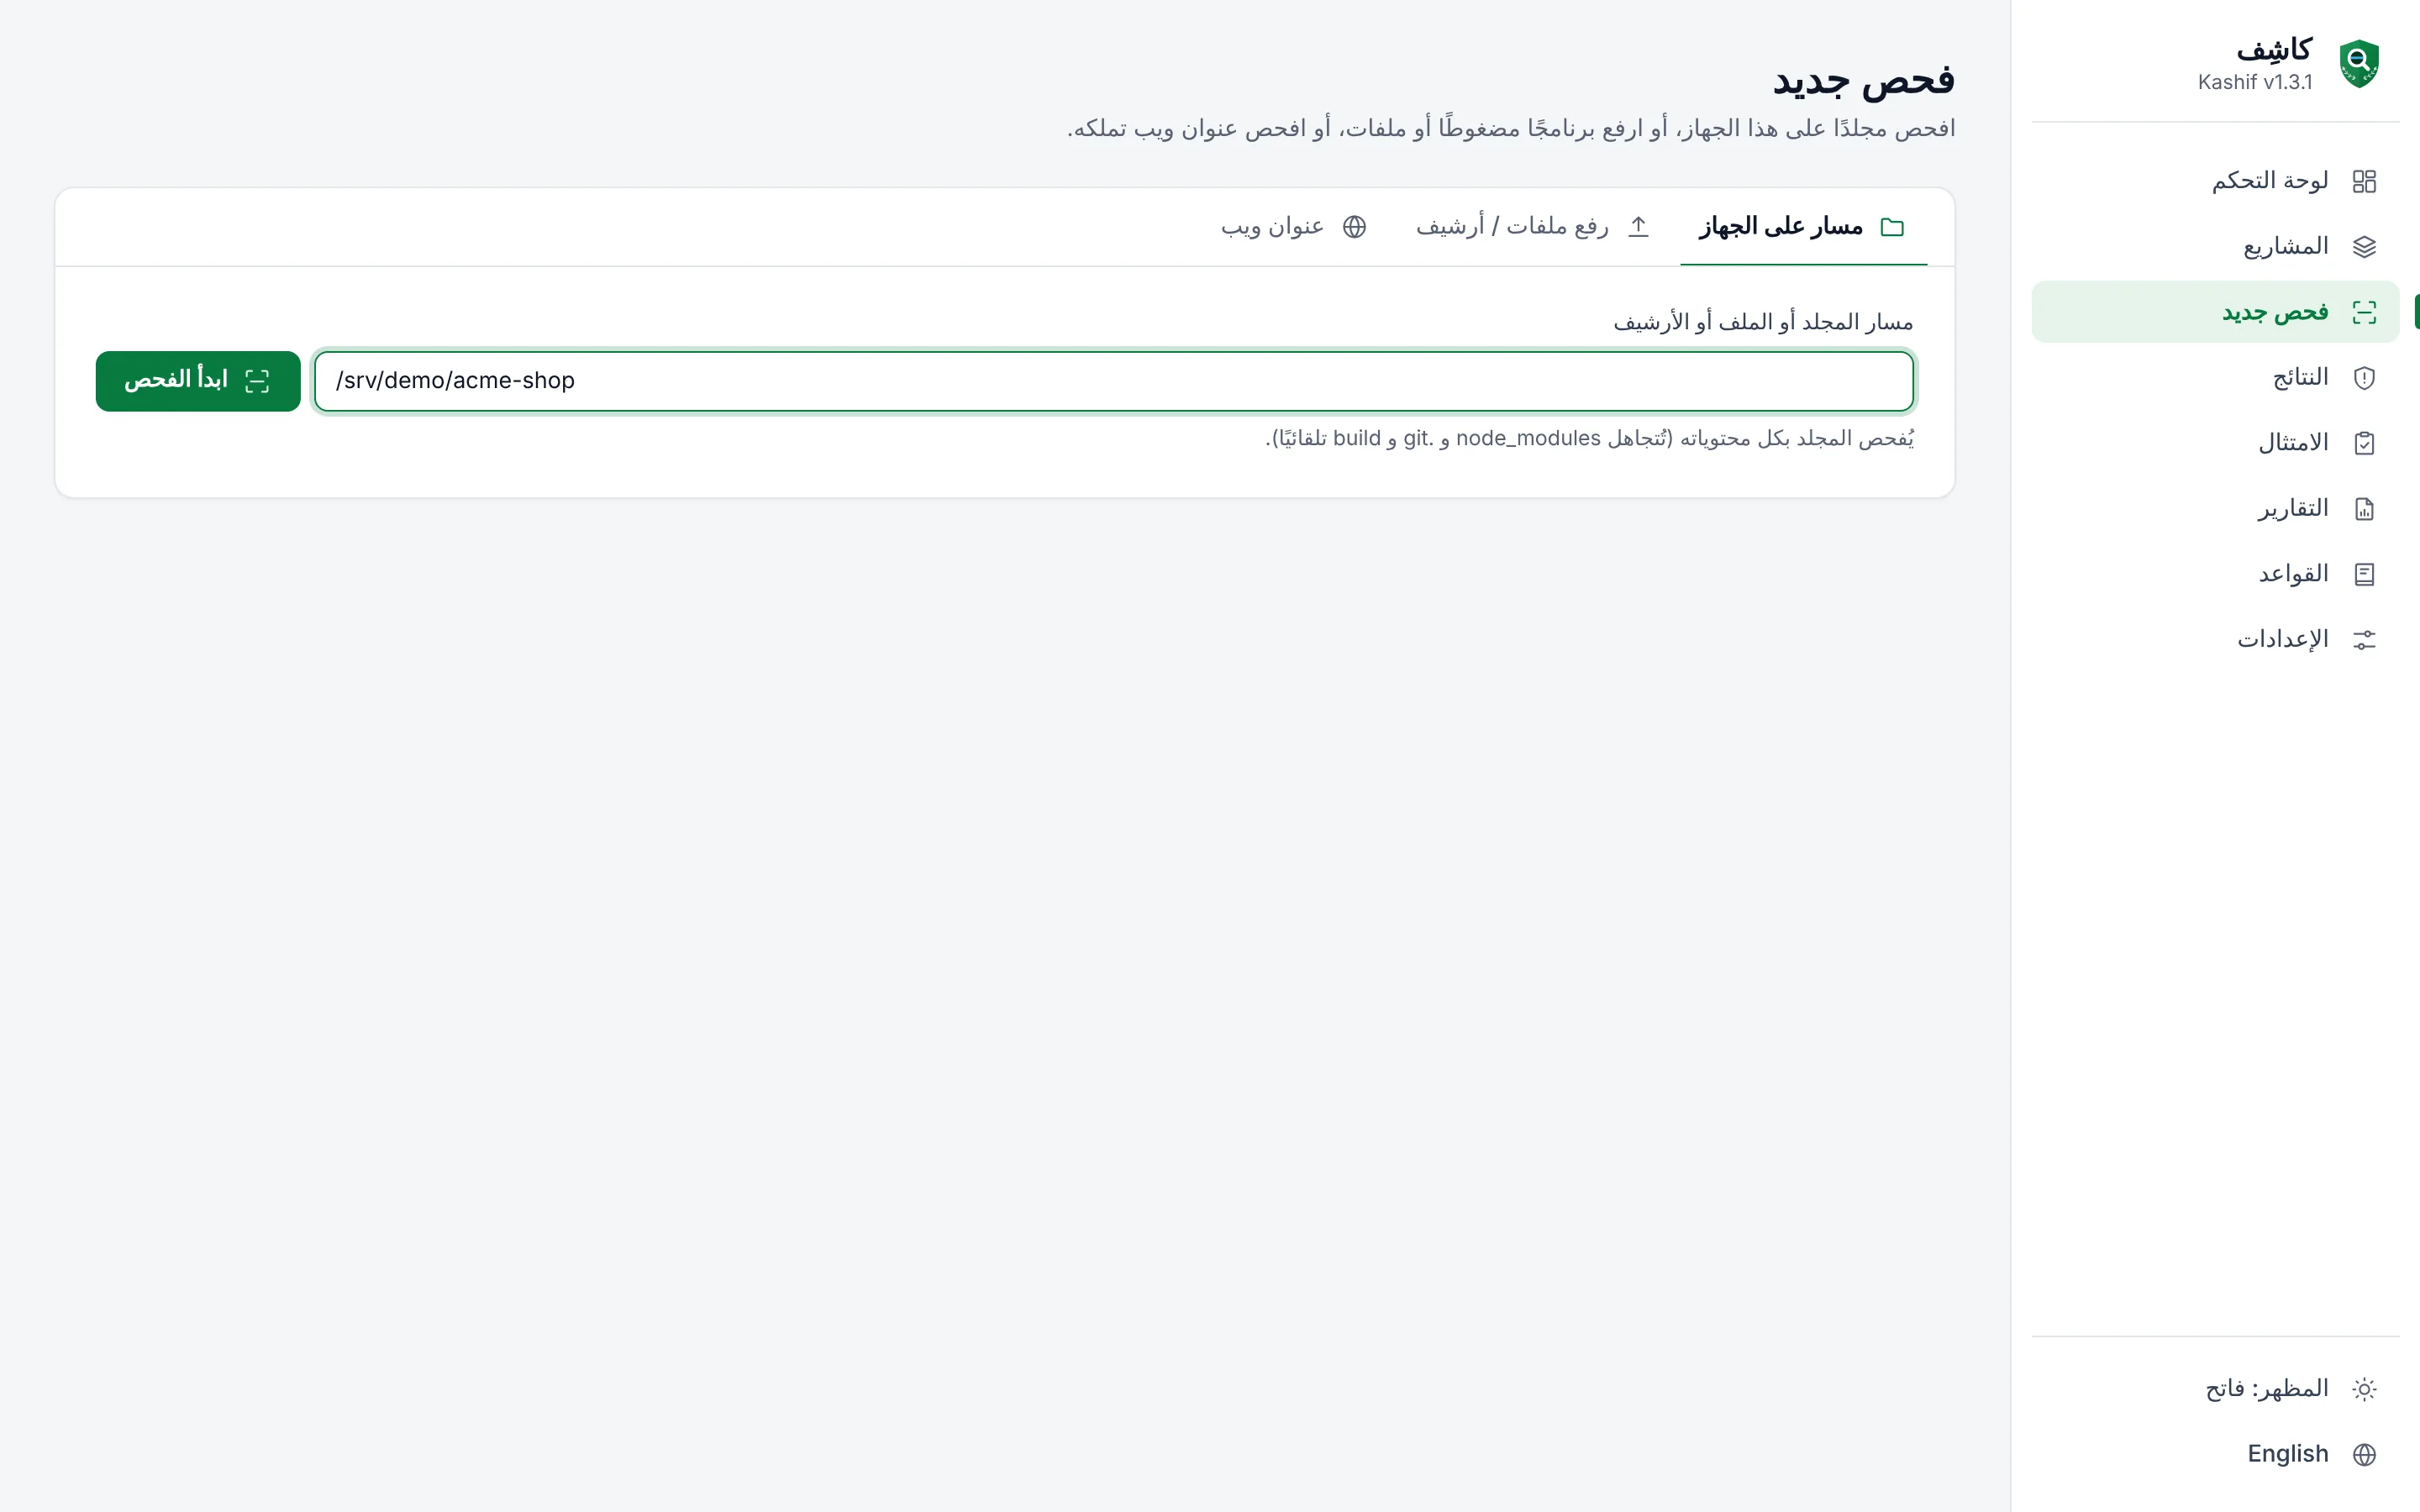 كاشِف
Kashif v1.3.1
لوحة التحكم
المشاريع
فحص جديد
النتائج
الامتثال
التقارير
القواعد
الإعدادات
المظهر: فاتح
English
فحص جديد
افحص مجلدًا على هذا الجهاز، أو ارفع برنامجًا مضغوطًا أو ملفات، أو افحص عنوان ويب تملكه.
مسار على الجهاز
رفع ملفات / أرشيف
عنوان ويب
مسار المجلد أو الملف أو الأرشيف
/srv/demo/acme-shop
ابدأ الفحص
يُفحص المجلد بكل محتوياته (تُتجاهل node_modules و .git و build تلقائيًا).